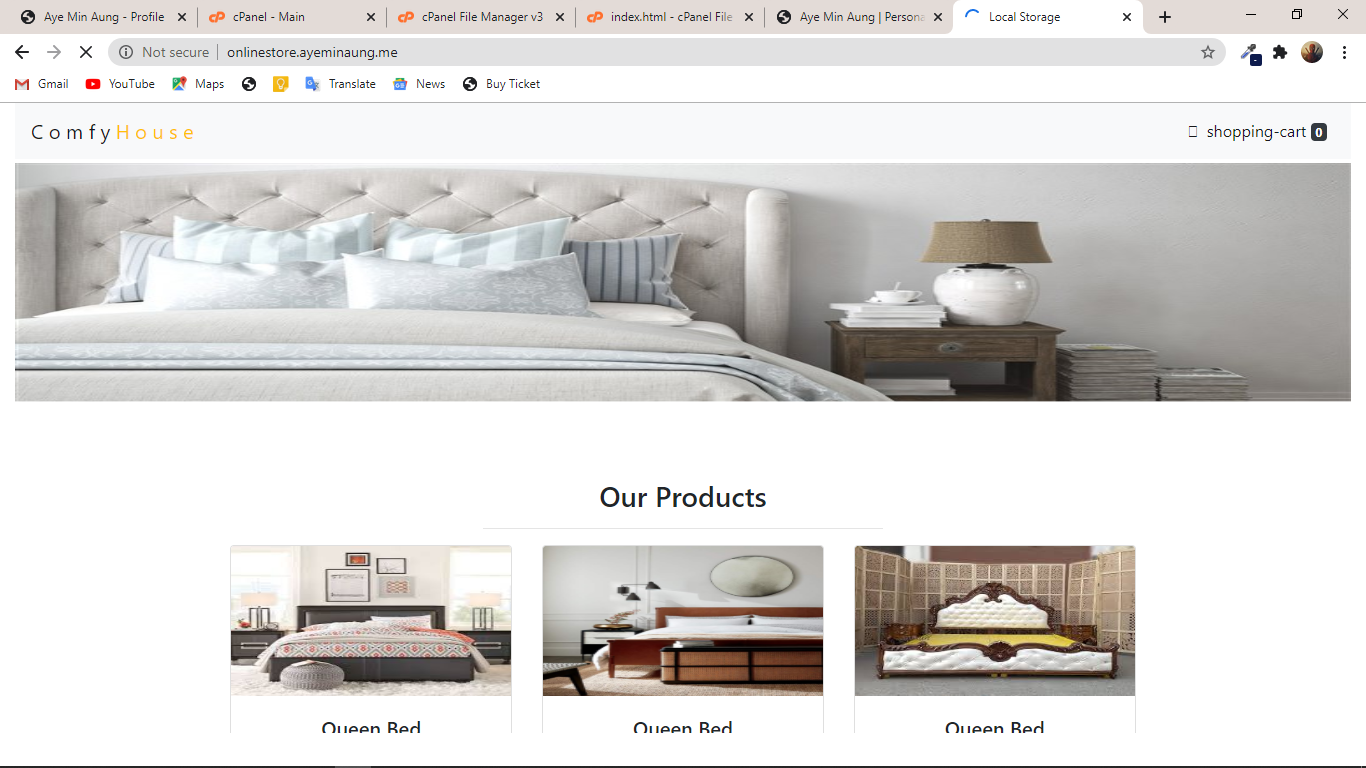 Aye Min Aung - Profile
cPanel - Main
cPanel File Manager v3
index.html - cPanel File
Aye Min Aung | Persona
Local Storage
Not secure
onlinestore.ayeminaung.me
Gmail
YouTube
Maps
Translate
News
Buy Ticket
ComfyHouse
shopping-cart 0
Our Products
Queen Bed
Queen Bed
Queen Bed